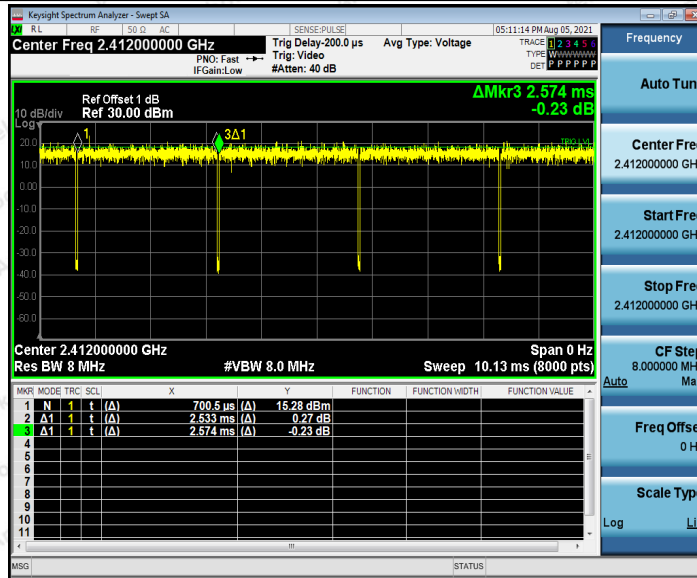 Keysight Spectrum Analyzer - Swept SA
LXI RL RF 50 Ω AC SENSE:PULSE 05:11:14 PM Aug 05, 2021
Center Freq 2.412000000 GHz
PNO: Fast
IFGain:Low
Trig Delay-200.0 µs
Trig: Video
#Atten: 40 dB
Avg Type: Voltage
TRACE 1 2 3 4 5 6
TYPE WWWWWW
DET P P P P P P
ΔMkr3 2.574 ms
-0.23 dB
Ref Offset 1 dB
10 dB/div Ref 30.00 dBm
Log
1
3Δ1
TRIG LVL
20.0
10.0
0.00
-10.0
-20.0
-30.0
-40.0
-50.0
-60.0
Center 2.412000000 GHz Span 0 Hz
Res BW 8 MHz #VBW 8.0 MHz Sweep 10.13 ms (8000 pts)
MKR MODE TRC SCL X Y FUNCTION FUNCTION WIDTH FUNCTION VALUE
1 N 1 t (Δ) 700.5 µs (Δ) 15.28 dBm
2 Δ1 1 t (Δ) 2.533 ms (Δ) 0.27 dB
3 Δ1 1 t (Δ) 2.574 ms (Δ) -0.23 dB
4
5
6
7
8
9
10
11
MSG STATUS
Frequency
Auto Tun
Center Fre
2.412000000 GH
Start Fre
2.412000000 GH
Stop Fre
2.412000000 GH
CF Step
8.000000 MH
Auto Ma
Freq Offse
0 H
Scale Type
Log Li